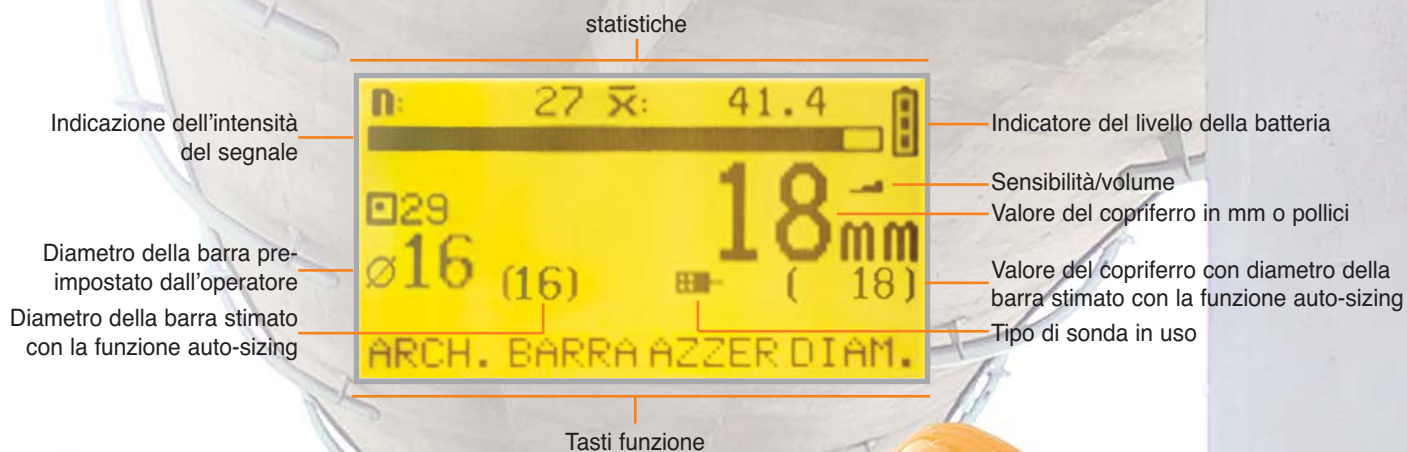 statistiche
n: 27 x̅: 41.4
Indicazione dell'intensità
del segnale
Indicatore del livello della batteria
18mm
Sensibilità/volume
Valore del copriferro in mm o pollici
29
Diametro della barra pre-
impostato dall'operatore
⌀16 (16) ( 18)
Valore del copriferro con diametro della
barra stimato con la funzione auto-sizing
Diametro della barra stimato
con la funzione auto-sizing
Tipo di sonda in uso
ARCH. BARRA AZZER DIAM.
Tasti funzione